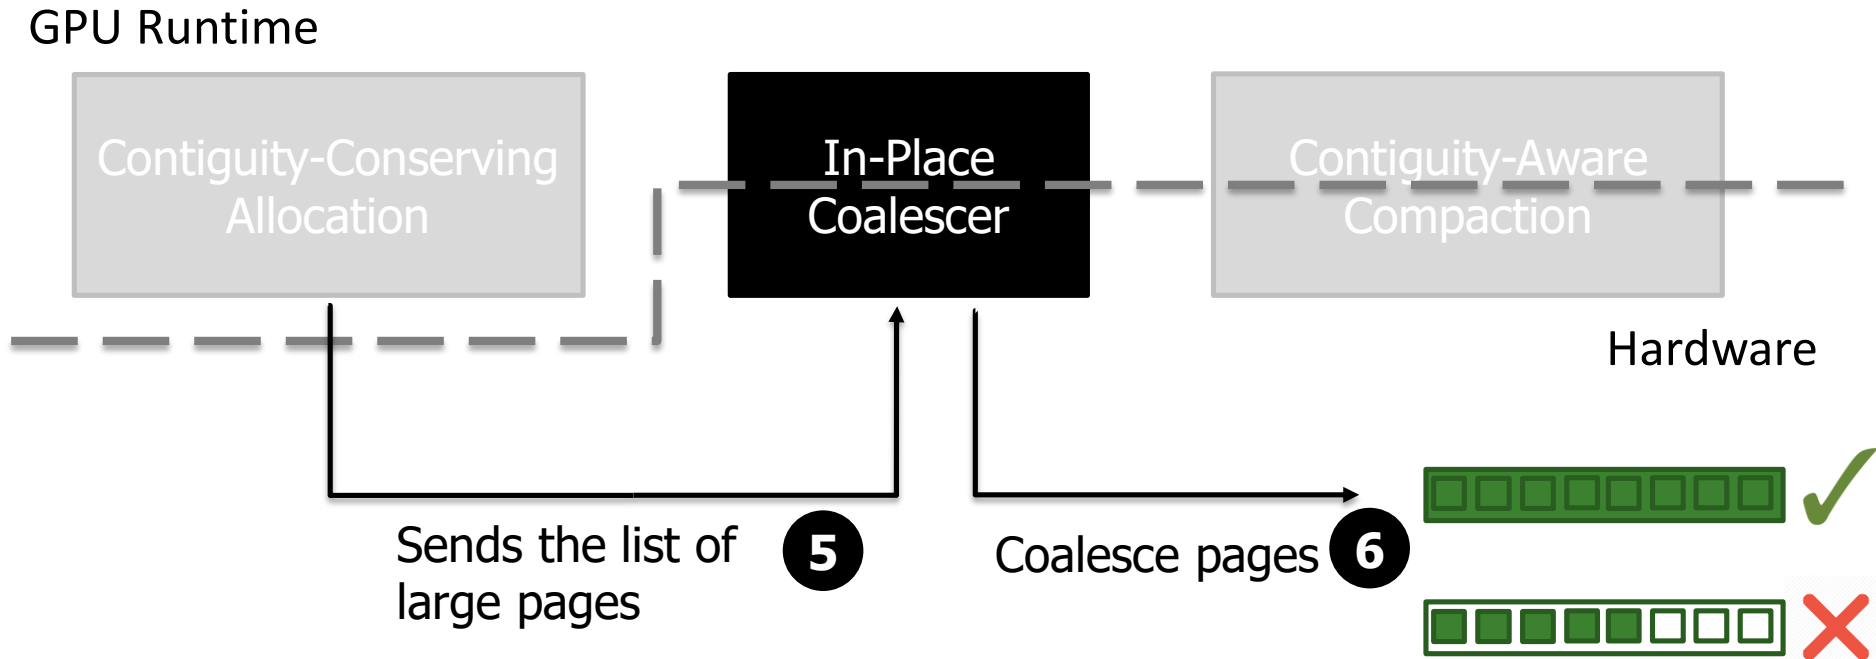 GPU Runtime
Contiguity-Conserving
Allocation
In-Place
Coalescer
Contiguity-Aware
Compaction
Hardware
Sends the list of
large pages
5
Coalesce pages
6